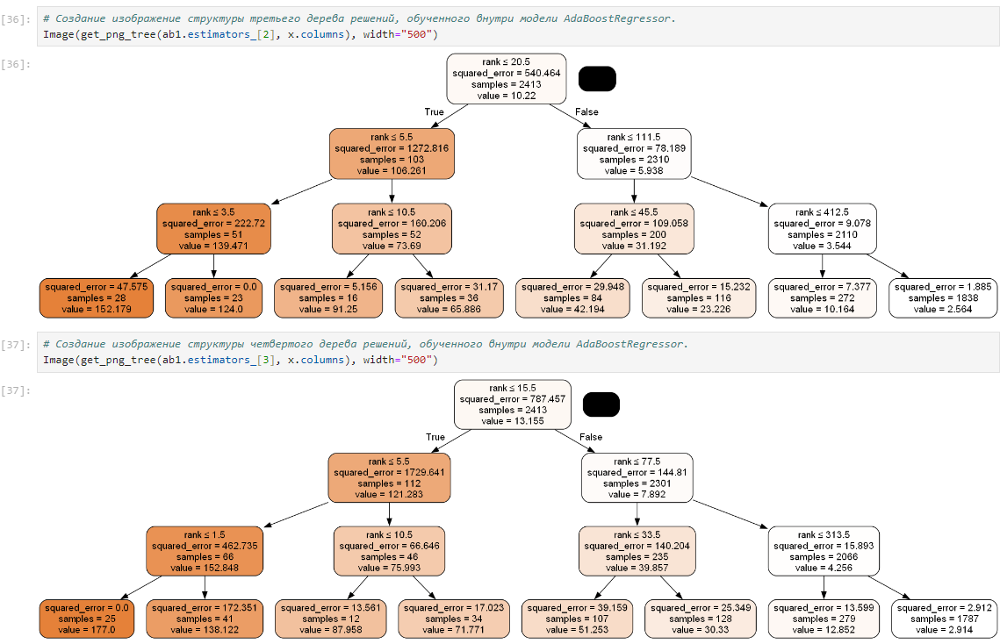 [36]:
# Создание изображение структуры третьего дерева решений, обученного внутри модели AdaBoostRegressor.
Image(get_png_tree(ab1.estimators_[2], x.columns), width="500")
[36]:
rank ≤ 20.5
squared_error = 540.464
samples = 2413
value = 10.22
True
False
rank ≤ 5.5
squared_error = 1272.816
samples = 103
value = 106.261
rank ≤ 111.5
squared_error = 78.189
samples = 2310
value = 5.938
rank ≤ 3.5
squared_error = 222.72
samples = 51
value = 139.471
rank ≤ 10.5
squared_error = 160.206
samples = 52
value = 73.69
rank ≤ 45.5
squared_error = 109.058
samples = 200
value = 31.192
rank ≤ 412.5
squared_error = 9.078
samples = 2110
value = 3.544
squared_error = 47.575
samples = 28
value = 152.179
squared_error = 0.0
samples = 23
value = 124.0
squared_error = 5.156
samples = 16
value = 91.25
squared_error = 31.17
samples = 36
value = 65.886
squared_error = 29.948
samples = 84
value = 42.194
squared_error = 15.232
samples = 116
value = 23.226
squared_error = 7.377
samples = 272
value = 10.164
squared_error = 1.885
samples = 1838
value = 2.564
[37]:
# Создание изображение структуры четвертого дерева решений, обученного внутри модели AdaBoostRegressor.
Image(get_png_tree(ab1.estimators_[3], x.columns), width="500")
[37]:
rank ≤ 15.5
squared_error = 787.457
samples = 2413
value = 13.155
True
False
rank ≤ 5.5
squared_error = 1729.641
samples = 112
value = 121.283
rank ≤ 77.5
squared_error = 144.81
samples = 2301
value = 7.892
rank ≤ 1.5
squared_error = 462.735
samples = 66
value = 152.848
rank ≤ 10.5
squared_error = 66.646
samples = 46
value = 75.993
rank ≤ 33.5
squared_error = 140.204
samples = 235
value = 39.857
rank ≤ 313.5
squared_error = 15.893
samples = 2066
value = 4.256
squared_error = 0.0
samples = 25
value = 177.0
squared_error = 172.351
samples = 41
value = 138.122
squared_error = 13.561
samples = 12
value = 87.958
squared_error = 17.023
samples = 34
value = 71.771
squared_error = 39.159
samples = 107
value = 51.253
squared_error = 25.349
samples = 128
value = 30.33
squared_error = 13.599
samples = 279
value = 12.852
squared_error = 2.912
samples = 1787
value = 2.914